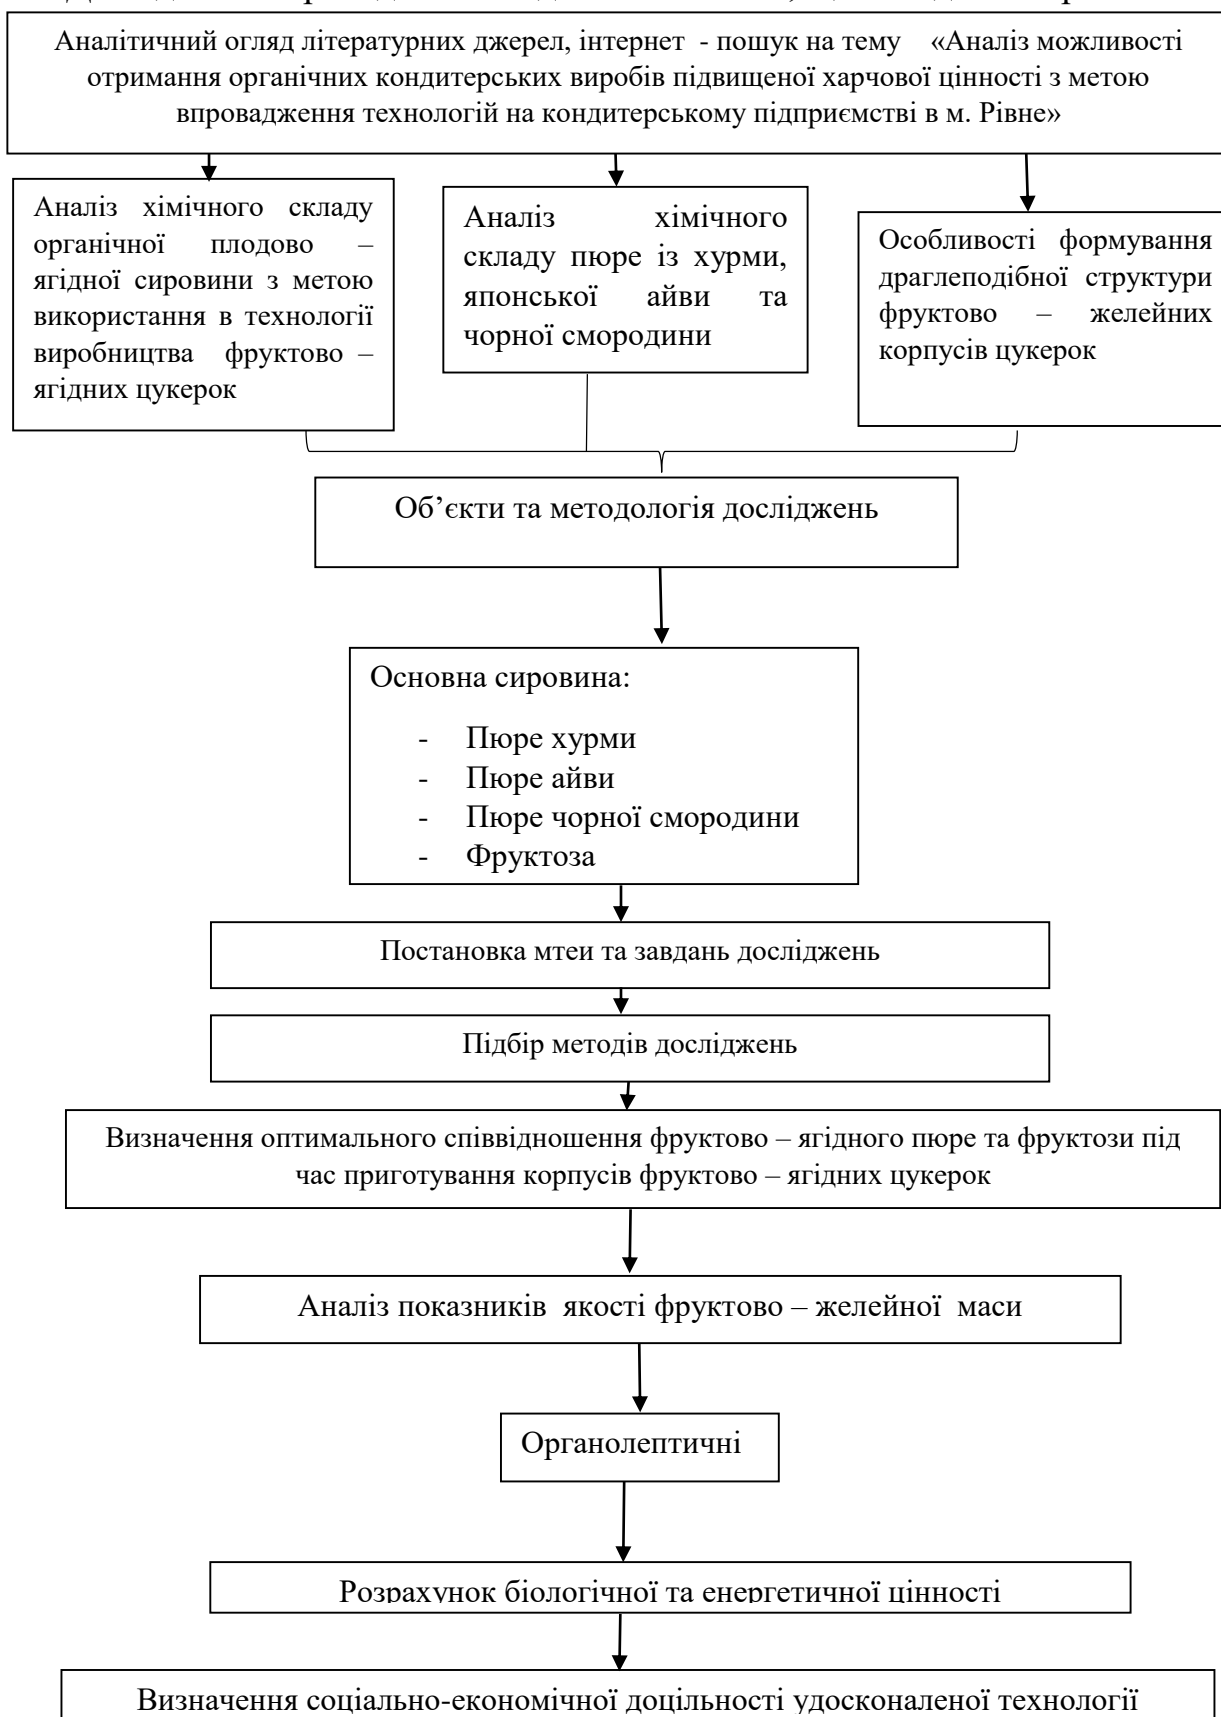 Аналітичний огляд літературних джерел, інтернет - пошук на тему «Аналіз можливості
отримання органічних кондитерських виробів підвищеної харчової цінності з метою
впровадження технологій на кондитерському підприємстві в м. Рівне»
Аналіз хімічного складу
органічної плодово –
ягідної сировини з метою
використання в технології
виробництва фруктово –
ягідних цукерок
Аналіз хімічного
складу пюре із хурми,
японської айви та
чорної смородини
Особливості формування
драглеподібної структури
фруктово – желейних
корпусів цукерок
Об’єкти та методологія досліджень
Основна сировина:
- Пюре хурми
- Пюре айви
- Пюре чорної смородини
- Фруктоза
Постановка мтеи та завдань досліджень
Підбір методів досліджень
Визначення оптимального співвідношення фруктово – ягідного пюре та фруктози під
час приготування корпусів фруктово – ягідних цукерок
Аналіз показників якості фруктово – желейної маси
Органолептичні
Розрахунок біологічної та енергетичної цінності
Визначення соціально-економічної доцільності удосконаленої технології